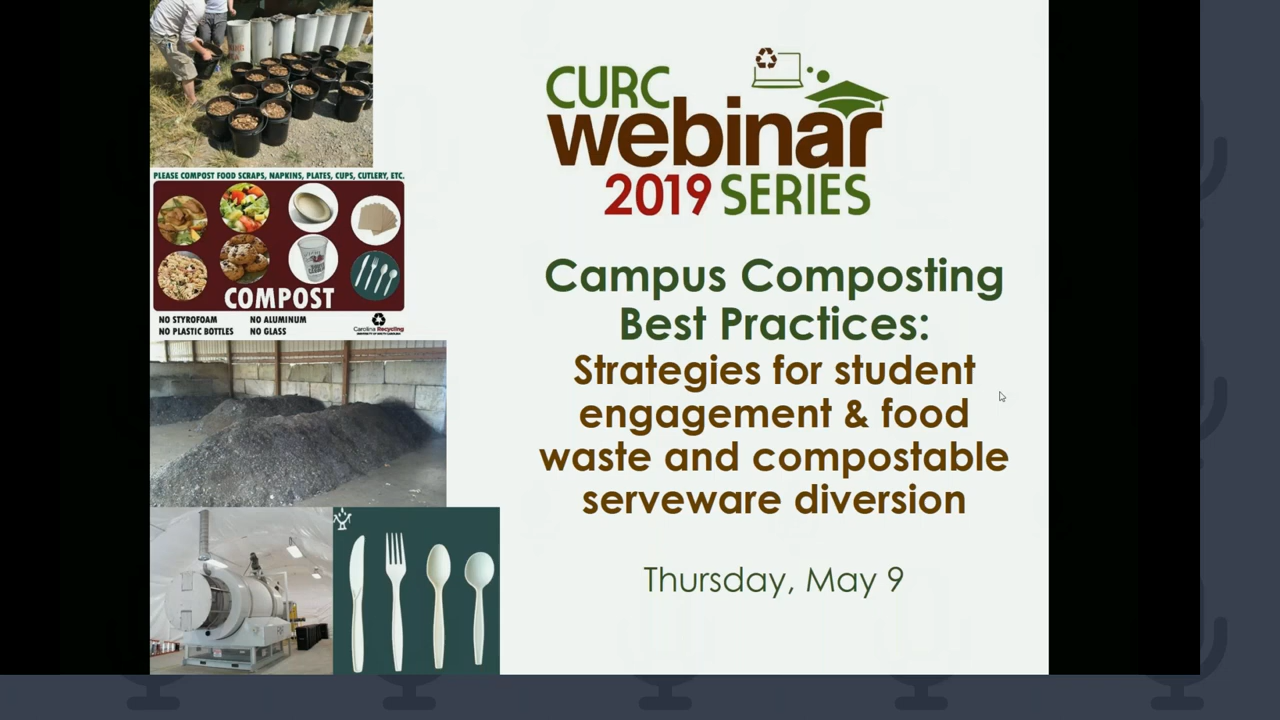 PLEASE COMPOST FOOD SCRAPS, NAPKINS, PLATES, CUPS, CUTLERY, ETC.
COMPOST
NO STYROFOAM
NO ALUMINUM
NO PLASTIC BOTTLES
NO GLASS
Carolina Recycling
CURC
webinar
2019 SERIES
Campus Composting
Best Practices:
Strategies for student
engagement & food
waste and compostable
serveware diversion
Thursday, May 9